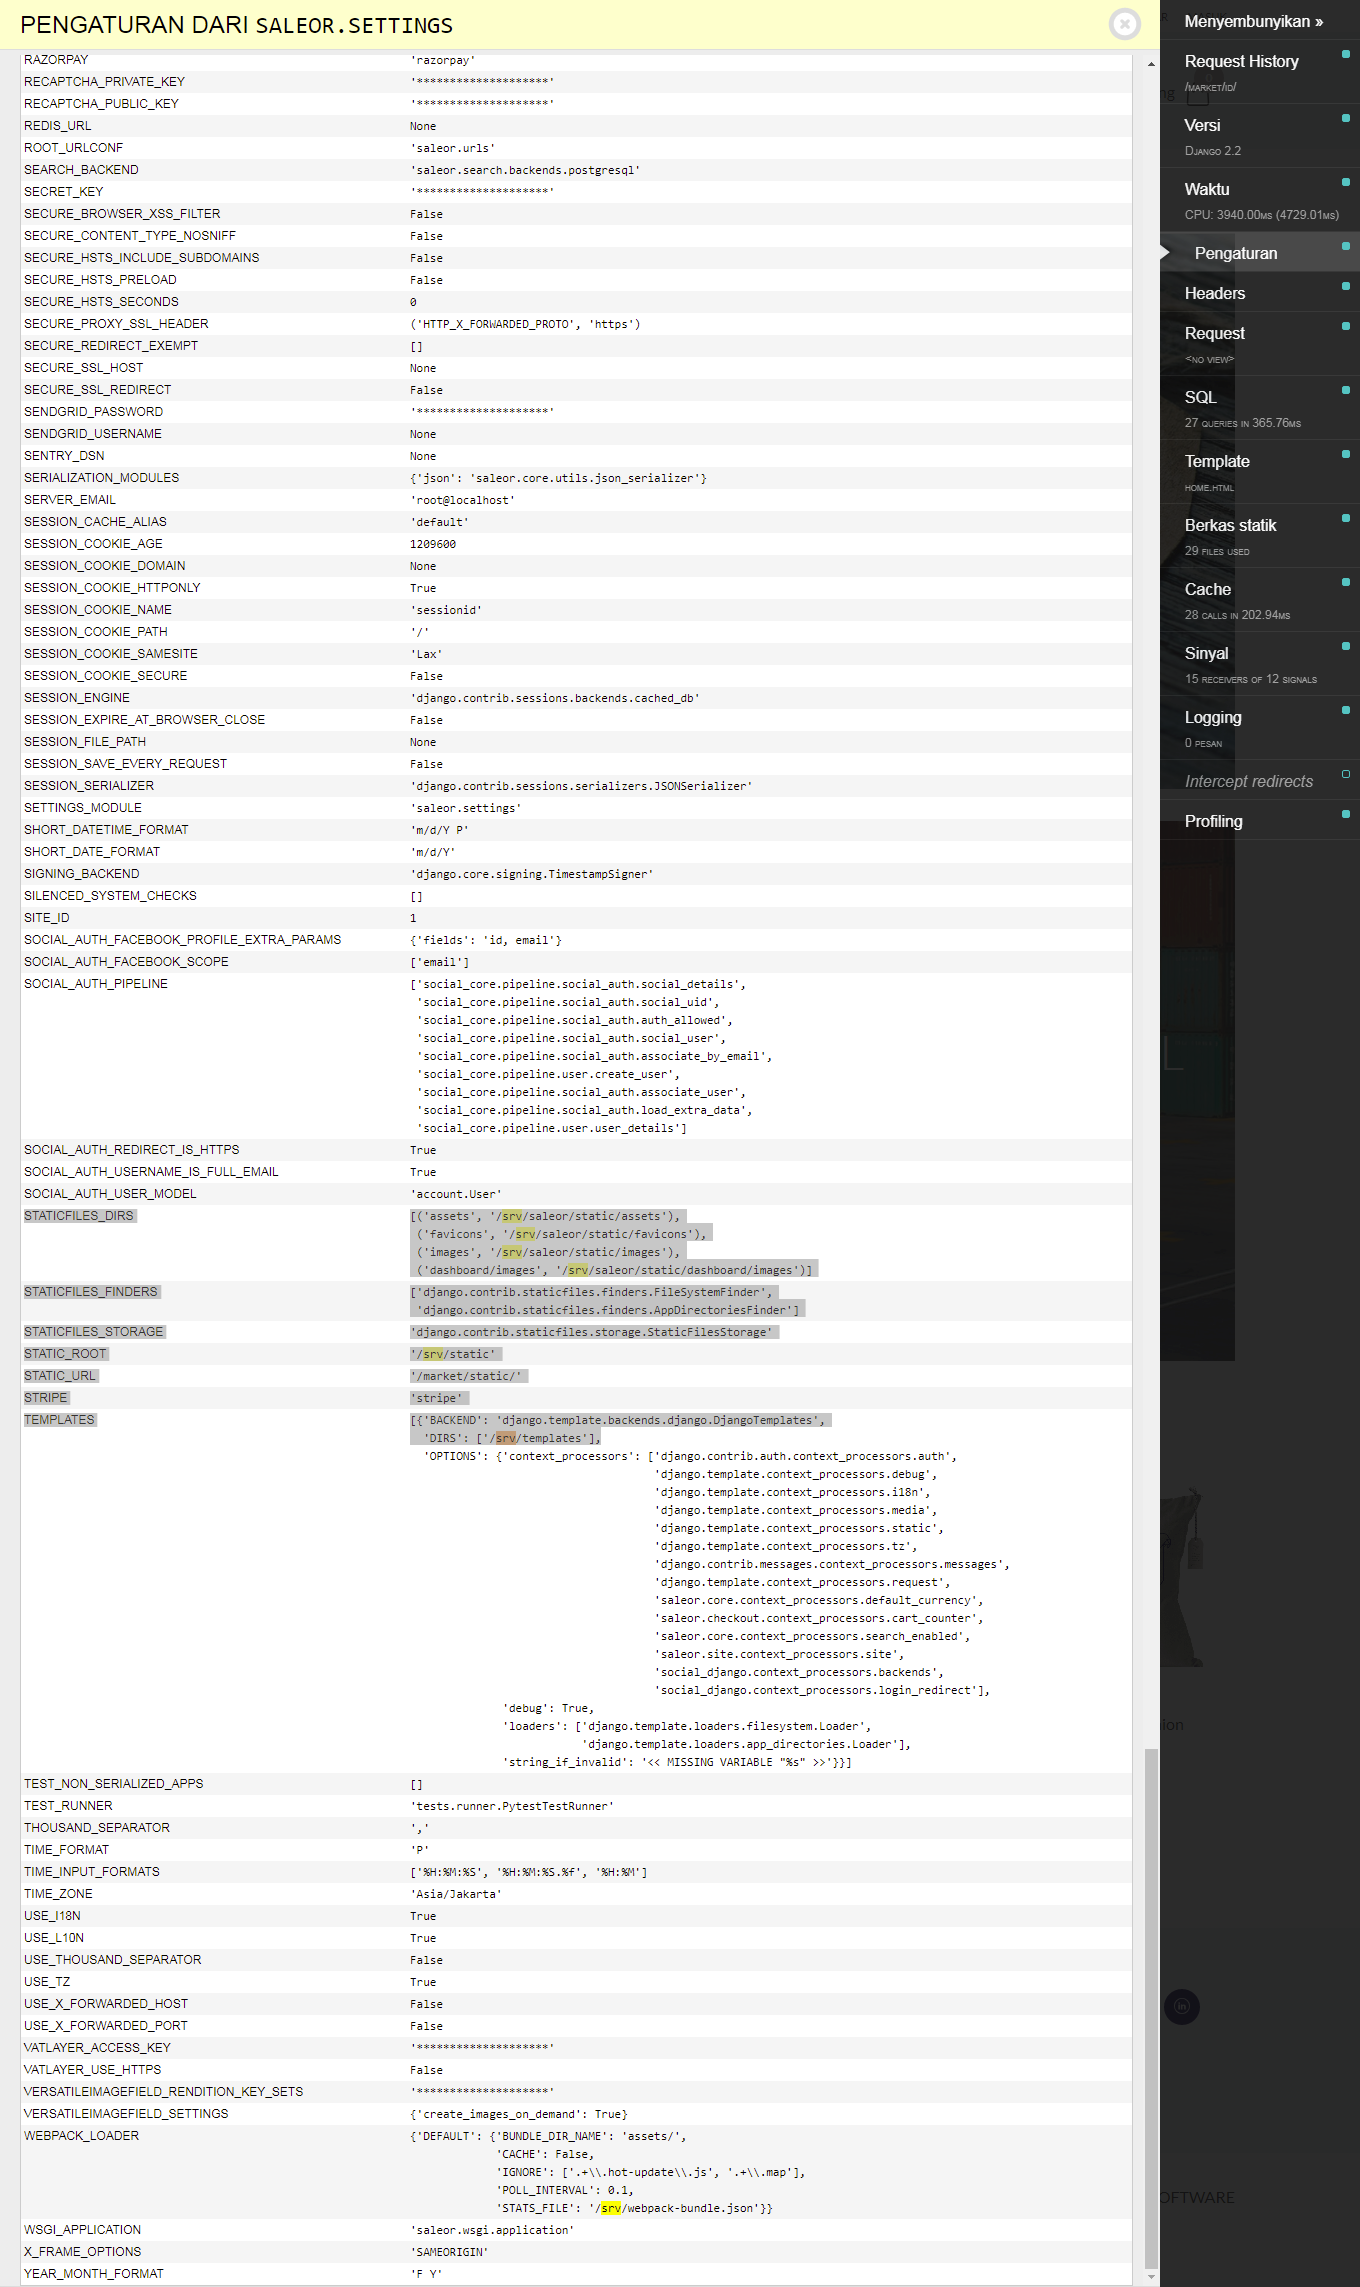 PENGATURAN DARI SALEOR.SETTINGS
RAZORPAY 'razorpay'
RECAPTCHA_PRIVATE_KEY '********************'
RECAPTCHA_PUBLIC_KEY '********************'
REDIS_URL None
ROOT_URLCONF 'saleor.urls'
SEARCH_BACKEND 'saleor.search.backends.postgresql'
SECRET_KEY '********************'
SECURE_BROWSER_XSS_FILTER False
SECURE_CONTENT_TYPE_NOSNIFF False
SECURE_HSTS_INCLUDE_SUBDOMAINS False
SECURE_HSTS_PRELOAD False
SECURE_HSTS_SECONDS 0
SECURE_PROXY_SSL_HEADER ('HTTP_X_FORWARDED_PROTO', 'https')
SECURE_REDIRECT_EXEMPT []
SECURE_SSL_HOST None
SECURE_SSL_REDIRECT False
SENDGRID_PASSWORD '********************'
SENDGRID_USERNAME None
SENTRY_DSN None
SERIALIZATION_MODULES {'json': 'saleor.core.utils.json_serializer'}
SERVER_EMAIL 'root@localhost'
SESSION_CACHE_ALIAS 'default'
SESSION_COOKIE_AGE 1209600
SESSION_COOKIE_DOMAIN None
SESSION_COOKIE_HTTPONLY True
SESSION_COOKIE_NAME 'sessionid'
SESSION_COOKIE_PATH '/'
SESSION_COOKIE_SAMESITE 'Lax'
SESSION_COOKIE_SECURE False
SESSION_ENGINE 'django.contrib.sessions.backends.cached_db'
SESSION_EXPIRE_AT_BROWSER_CLOSE False
SESSION_FILE_PATH None
SESSION_SAVE_EVERY_REQUEST False
SESSION_SERIALIZER 'django.contrib.sessions.serializers.JSONSerializer'
SETTINGS_MODULE 'saleor.settings'
SHORT_DATETIME_FORMAT 'm/d/Y P'
SHORT_DATE_FORMAT 'm/d/Y'
SIGNING_BACKEND 'django.core.signing.TimestampSigner'
SILENCED_SYSTEM_CHECKS []
SITE_ID 1
SOCIAL_AUTH_FACEBOOK_PROFILE_EXTRA_PARAMS {'fields': 'id, email'}
SOCIAL_AUTH_FACEBOOK_SCOPE ['email']
SOCIAL_AUTH_PIPELINE ['social_core.pipeline.social_auth.social_details',
'social_core.pipeline.social_auth.social_uid',
'social_core.pipeline.social_auth.auth_allowed',
'social_core.pipeline.social_auth.social_user',
'social_core.pipeline.social_auth.associate_by_email',
'social_core.pipeline.user.create_user',
'social_core.pipeline.social_auth.associate_user',
'social_core.pipeline.social_auth.load_extra_data',
'social_core.pipeline.user.user_details']
SOCIAL_AUTH_REDIRECT_IS_HTTPS True
SOCIAL_AUTH_USERNAME_IS_FULL_EMAIL True
SOCIAL_AUTH_USER_MODEL 'account.User'
STATICFILES_DIRS [('assets', '/srv/saleor/static/assets'),
('favicons', '/srv/saleor/static/favicons'),
('images', '/srv/saleor/static/images'),
('dashboard/images', '/srv/saleor/static/dashboard/images')]
STATICFILES_FINDERS ['django.contrib.staticfiles.finders.FileSystemFinder',
'django.contrib.staticfiles.finders.AppDirectoriesFinder']
STATICFILES_STORAGE 'django.contrib.staticfiles.storage.StaticFilesStorage'
STATIC_ROOT '/srv/static'
STATIC_URL '/market/static/'
STRIPE 'stripe'
TEMPLATES [{'BACKEND': 'django.template.backends.django.DjangoTemplates',
'DIRS': ['/srv/templates'],
'OPTIONS': {'context_processors': ['django.contrib.auth.context_processors.auth',
'django.template.context_processors.debug',
'django.template.context_processors.i18n',
'django.template.context_processors.media',
'django.template.context_processors.static',
'django.template.context_processors.tz',
'django.contrib.messages.context_processors.messages',
'django.template.context_processors.request',
'saleor.core.context_processors.default_currency',
'saleor.checkout.context_processors.cart_counter',
'saleor.core.context_processors.search_enabled',
'saleor.site.context_processors.site',
'social_django.context_processors.backends',
'social_django.context_processors.login_redirect'],
'debug': True,
'loaders': ['django.template.loaders.filesystem.Loader',
'django.template.loaders.app_directories.Loader'],
'string_if_invalid': '<< MISSING VARIABLE "%s" >>'}}]
TEST_NON_SERIALIZED_APPS []
TEST_RUNNER 'tests.runner.PytestTestRunner'
THOUSAND_SEPARATOR ','
TIME_FORMAT 'P'
TIME_INPUT_FORMATS ['%H:%M:%S', '%H:%M:%S.%f', '%H:%M']
TIME_ZONE 'Asia/Jakarta'
USE_I18N True
USE_L10N True
USE_THOUSAND_SEPARATOR False
USE_TZ True
USE_X_FORWARDED_HOST False
USE_X_FORWARDED_PORT False
VATLAYER_ACCESS_KEY '********************'
VATLAYER_USE_HTTPS False
VERSATILEIMAGEFIELD_RENDITION_KEY_SETS '********************'
VERSATILEIMAGEFIELD_SETTINGS {'create_images_on_demand': True}
WEBPACK_LOADER {'DEFAULT': {'BUNDLE_DIR_NAME': 'assets/',
'CACHE': False,
'IGNORE': ['.+\\.hot-update\\.js', '.+\\.map'],
'POLL_INTERVAL': 0.1,
'STATS_FILE': '/srv/webpack-bundle.json'}}
WSGI_APPLICATION 'saleor.wsgi.application'
X_FRAME_OPTIONS 'SAMEORIGIN'
YEAR_MONTH_FORMAT 'F Y'
Menyembunyikan »
Request History
/MARKET/ID/
Versi
DJANGO 2.2
Waktu
CPU: 3940.00MS (4729.01MS)
Pengaturan
Headers
Request
<NO VIEW>
SQL
27 QUERIES IN 365.76MS
Template
HOME.HTML
Berkas statik
29 FILES USED
Cache
28 CALLS IN 202.94MS
Sinyal
15 RECEIVERS OF 12 SIGNALS
Logging
0 PESAN
Intercept redirects
Profiling
L
OFTWARE